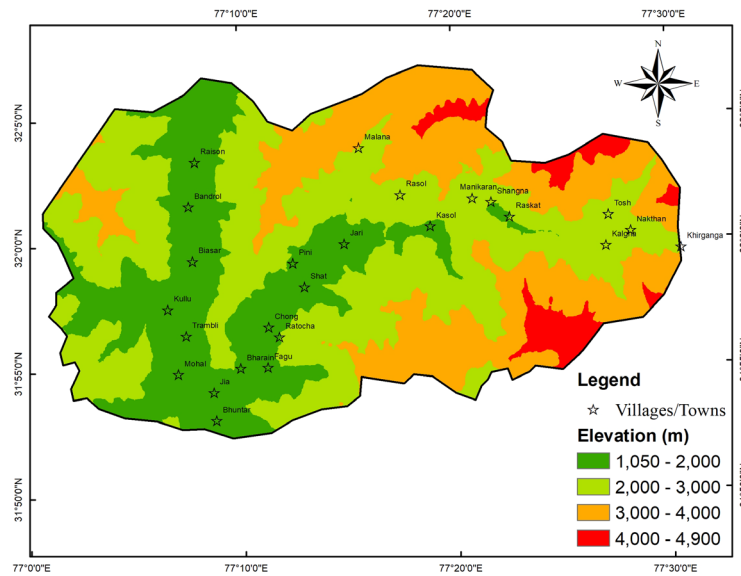 77°10'0"E 77°20'0"E 77°30'0"E
N
W E
S
32°5'0"N
Malana
Raison
Rasol
Manikaran
Shangna
Bandrol
Raskat
Tosh
Kasol
Nakthan
32°0'0"N
Jari
Kalgha
Khirganga
Biasar
Pini
Shat
Kullu
Chong
Trambli
Ratocha
31°55'0"N
Mohal
Bharain
Fagu
Jia
Bhuntar
Legend
Villages/Towns
Elevation (m)
1,050 - 2,000
2,000 - 3,000
3,000 - 4,000
4,000 - 4,900
31°50'0"N
77°0'0"E 77°10'0"E 77°20'0"E 77°30'0"E